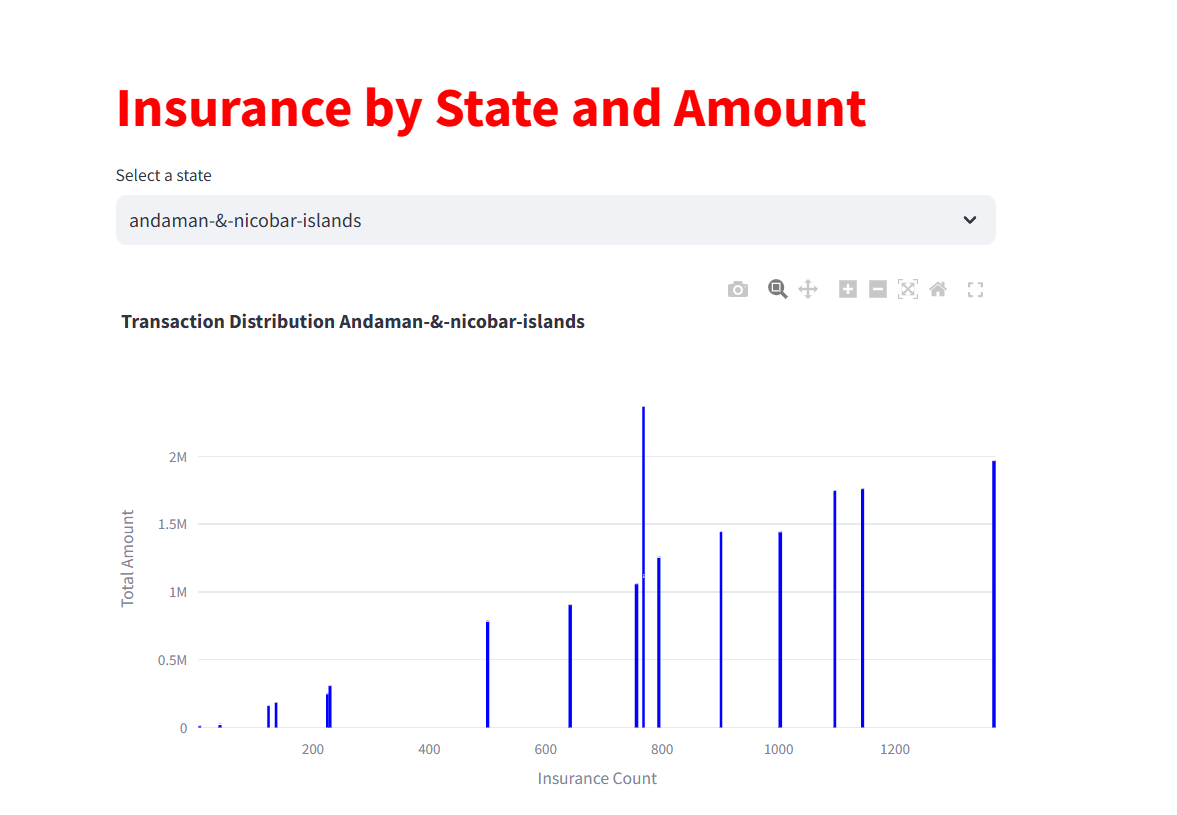 Insurance by State and Amount
Select a state
andaman-&-nicobar-islands
Transaction Distribution Andaman-&-nicobar-islands
2M
1.5M
1M
0.5M
0
Total Amount
200 400 600 800 1000 1200
Insurance Count